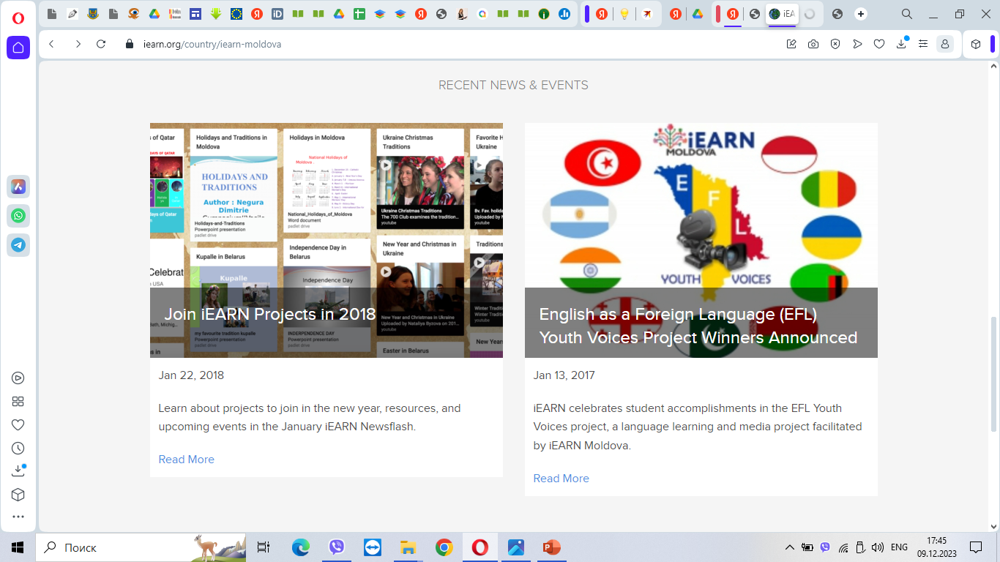 iEA
iearn.org/country/iearn-moldova
RECENT NEWS & EVENTS
s of Qatar
Holidays and Traditions in
Moldova
HOLIDAYS AND
TRADITIONS
Author : Negura
Dimitrie
Holidays-and-Traditions
Powerpoint presentation
padlet drive
Holidays in Moldova
National Holidays of
Moldova
National_Holidays_of_Moldova
Word document
padlet drive
Ukraine Christmas
Traditions
Ukraine Christmas Traditions
The 700 Club examines the tradition...
youtube
Favorite H
Ukraine
8v. Fav. holida
Uploaded by N
youtube
ys of Qatar
Celebrat
n USA
Bath, Michig...
s in
Kupalle in Belarus
Kupalle
my favourite tradition kupalle
Powerpoint presentation
padlet drive
Independence Day in
Belarus
Independence Day
INDEPENDENCE DAY
Powerpoint presentation
padlet drive
New Year and Christmas in
Ukraine
New Year and Christmas in Ukraine
Uploaded by Nataliya Byzova on 201...
youtube
Easter in Belarus
Traditions
Winter Tradit
Winter Traditi
youtube
New Year
Join iEARN Projects in 2018
Jan 22, 2018
Learn about projects to join in the new year, resources, and
upcoming events in the January iEARN Newsflash.
Read More
iEARN
MOLDOVA
E
F
L
YOUTH VOICES
English as a Foreign Language (EFL)
Youth Voices Project Winners Announced
Jan 13, 2017
iEARN celebrates student accomplishments in the EFL Youth
Voices project, a language learning and media project facilitated
by iEARN Moldova.
Read More
Поиск
ENG
17:45
09.12.2023